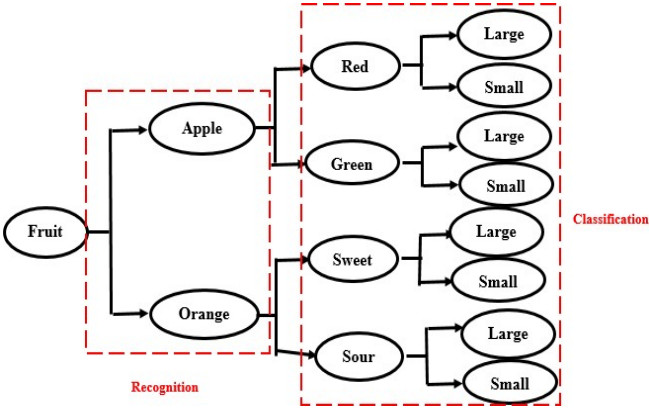 Fruit
Apple
Orange
Recognition
Red
Green
Sweet
Sour
Large
Small
Large
Small
Large
Small
Large
Small
Classification